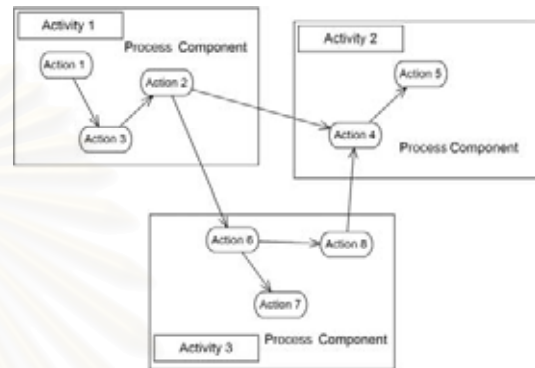 Activity 1
Process Component
Action 1
Action 2
Action 3
Activity 2
Action 5
Action 4
Process Component
Action 6
Action 8
Action 7
Process Component
Activity 3